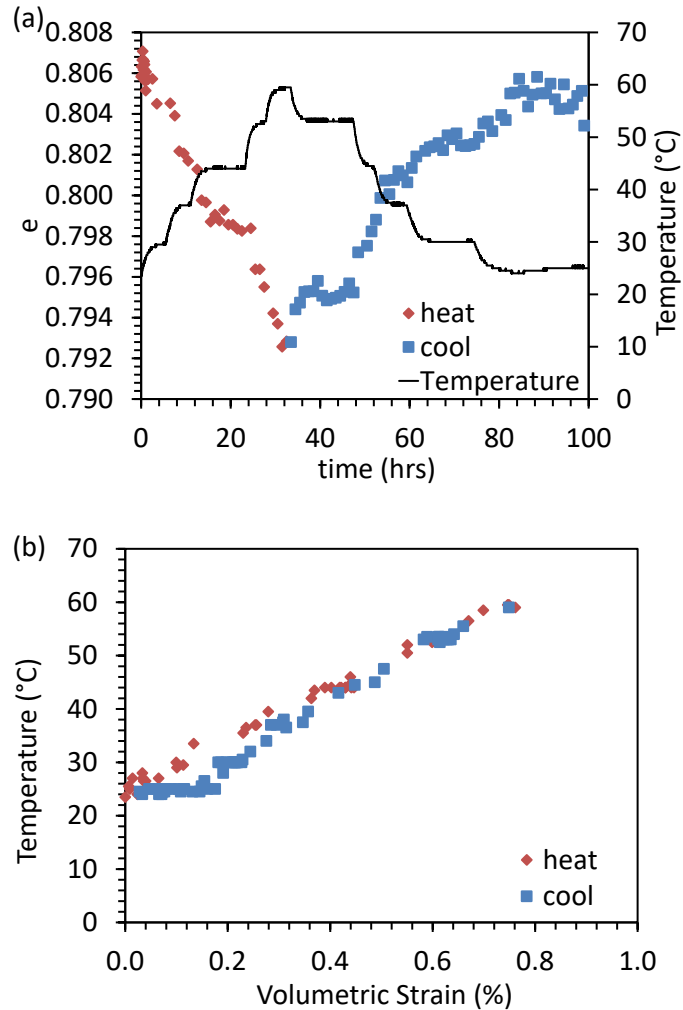 (a)
0.808
0.806
0.804
0.802
0.800
0.798
0.796
0.794
0.792
0.790
e
70
60
50
40
30
20
10
0
Temperature (°C)
heat
cool
Temperature
0 20 40 60 80 100
time (hrs)
(b)
70
60
50
40
30
20
10
0
Temperature (°C)
heat
cool
0.0 0.2 0.4 0.6 0.8 1.0
Volumetric Strain (%)